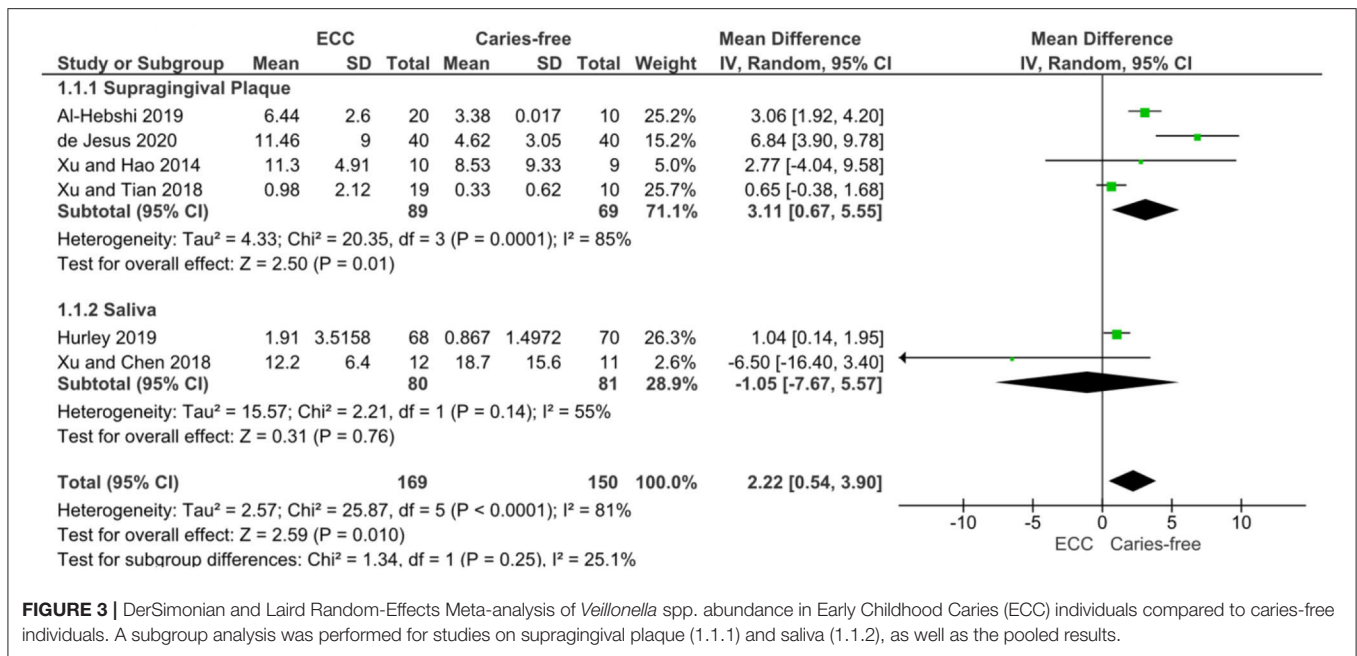 ECC Caries-free Mean Difference Mean Difference
Study or Subgroup Mean SD Total Mean SD Total Weight IV, Random, 95% CI IV, Random, 95% CI
1.1.1 Supragingival Plaque
Al-Hebshi 2019 6.44 2.6 20 3.38 0.017 10 25.2% 3.06 [1.92, 4.20]
de Jesus 2020 11.46 9 40 4.62 3.05 40 15.2% 6.84 [3.90, 9.78]
Xu and Hao 2014 11.3 4.91 10 8.53 9.33 9 5.0% 2.77 [-4.04, 9.58]
Xu and Tian 2018 0.98 2.12 19 0.33 0.62 10 25.7% 0.65 [-0.38, 1.68]
Subtotal (95% CI) 89 69 71.1% 3.11 [0.67, 5.55]
Heterogeneity: Tau² = 4.33; Chi² = 20.35, df = 3 (P = 0.0001); I² = 85%
Test for overall effect: Z = 2.50 (P = 0.01)
1.1.2 Saliva
Hurley 2019 1.91 3.5158 68 0.867 1.4972 70 26.3% 1.04 [0.14, 1.95]
Xu and Chen 2018 12.2 6.4 12 18.7 15.6 11 2.6% -6.50 [-16.40, 3.40]
Subtotal (95% CI) 80 81 28.9% -1.05 [-7.67, 5.57]
Heterogeneity: Tau² = 15.57; Chi² = 2.21, df = 1 (P = 0.14); I² = 55%
Test for overall effect: Z = 0.31 (P = 0.76)
Total (95% CI) 169 150 100.0% 2.22 [0.54, 3.90]
Heterogeneity: Tau² = 2.57; Chi² = 25.87, df = 5 (P < 0.0001); I² = 81%
Test for overall effect: Z = 2.59 (P = 0.010)
Test for subgroup differences: Chi² = 1.34, df = 1 (P = 0.25), I² = 25.1%
-10 -5 0 5 10
ECC Caries-free
FIGURE 3 | DerSimonian and Laird Random-Effects Meta-analysis of Veillonella spp. abundance in Early Childhood Caries (ECC) individuals compared to caries-free
individuals. A subgroup analysis was performed for studies on supragingival plaque (1.1.1) and saliva (1.1.2), as well as the pooled results.